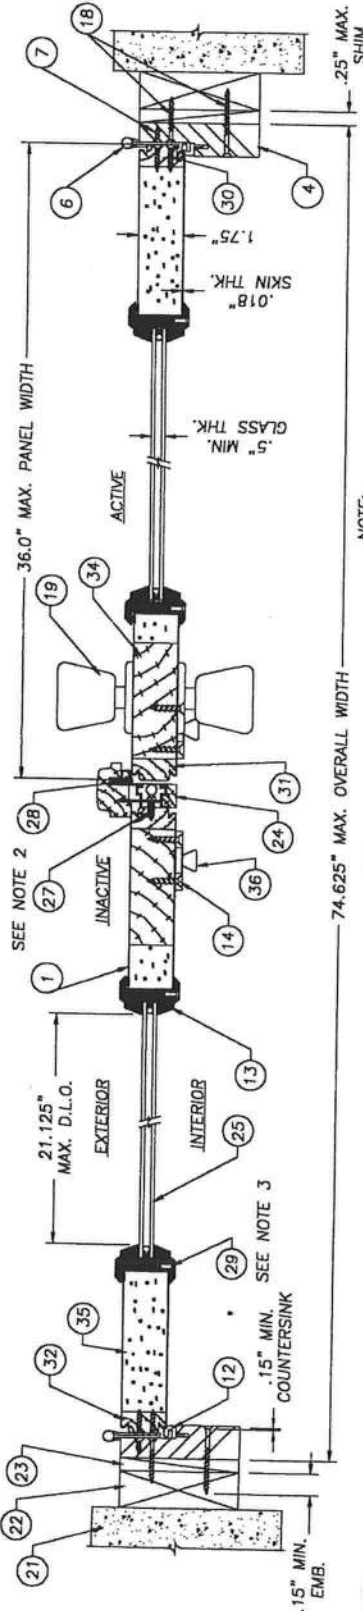 7
18
6
30
4
.25" MAX.
SHIM
36.0" MAX. PANEL WIDTH
1.75"
.018"
SKIN THK.
.5" MIN.
GLASS THK.
ACTIVE
NOTE:
19
34
28
31
SEE NOTE 2
27
24
INACTIVE
36
14
1
13
74.625" MAX. OVERALL WIDTH
21.125"
MAX. D.L.O.
EXTERIOR
INTERIOR
25
SEE NOTE 3
29
35
32
12
.15" MIN.
COUNTERSINK
23
22
21
EMB.